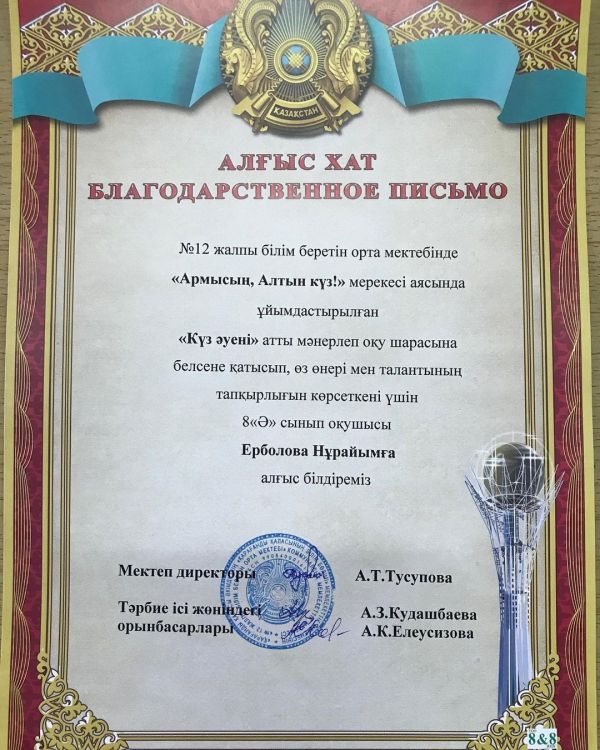 ҚАЗАҚСТАН
АЛҒЫС ХАТ
БЛАГОДАРСТВЕННОЕ ПИСЬМО
№12 жалпы білім беретін орта мектебінде
«Армысың, Алтын күз!» мерекесі аясында
ұйымдастырылған
«Күз әуені» атты мәнерлеп оқу шарасына
белсене қатысып, өз өнері мен талантының
тапқырлығын көрсеткені үшін
8«Ә» сынып оқушысы
Ерболова Нұрайымға
алғыс білдіреміз
Мектеп директоры А.Т.Тусупова
Тәрбие ісі жөніндегі А.З.Кудашбаева
орынбасарлары А.К.Елеусизова
8&8